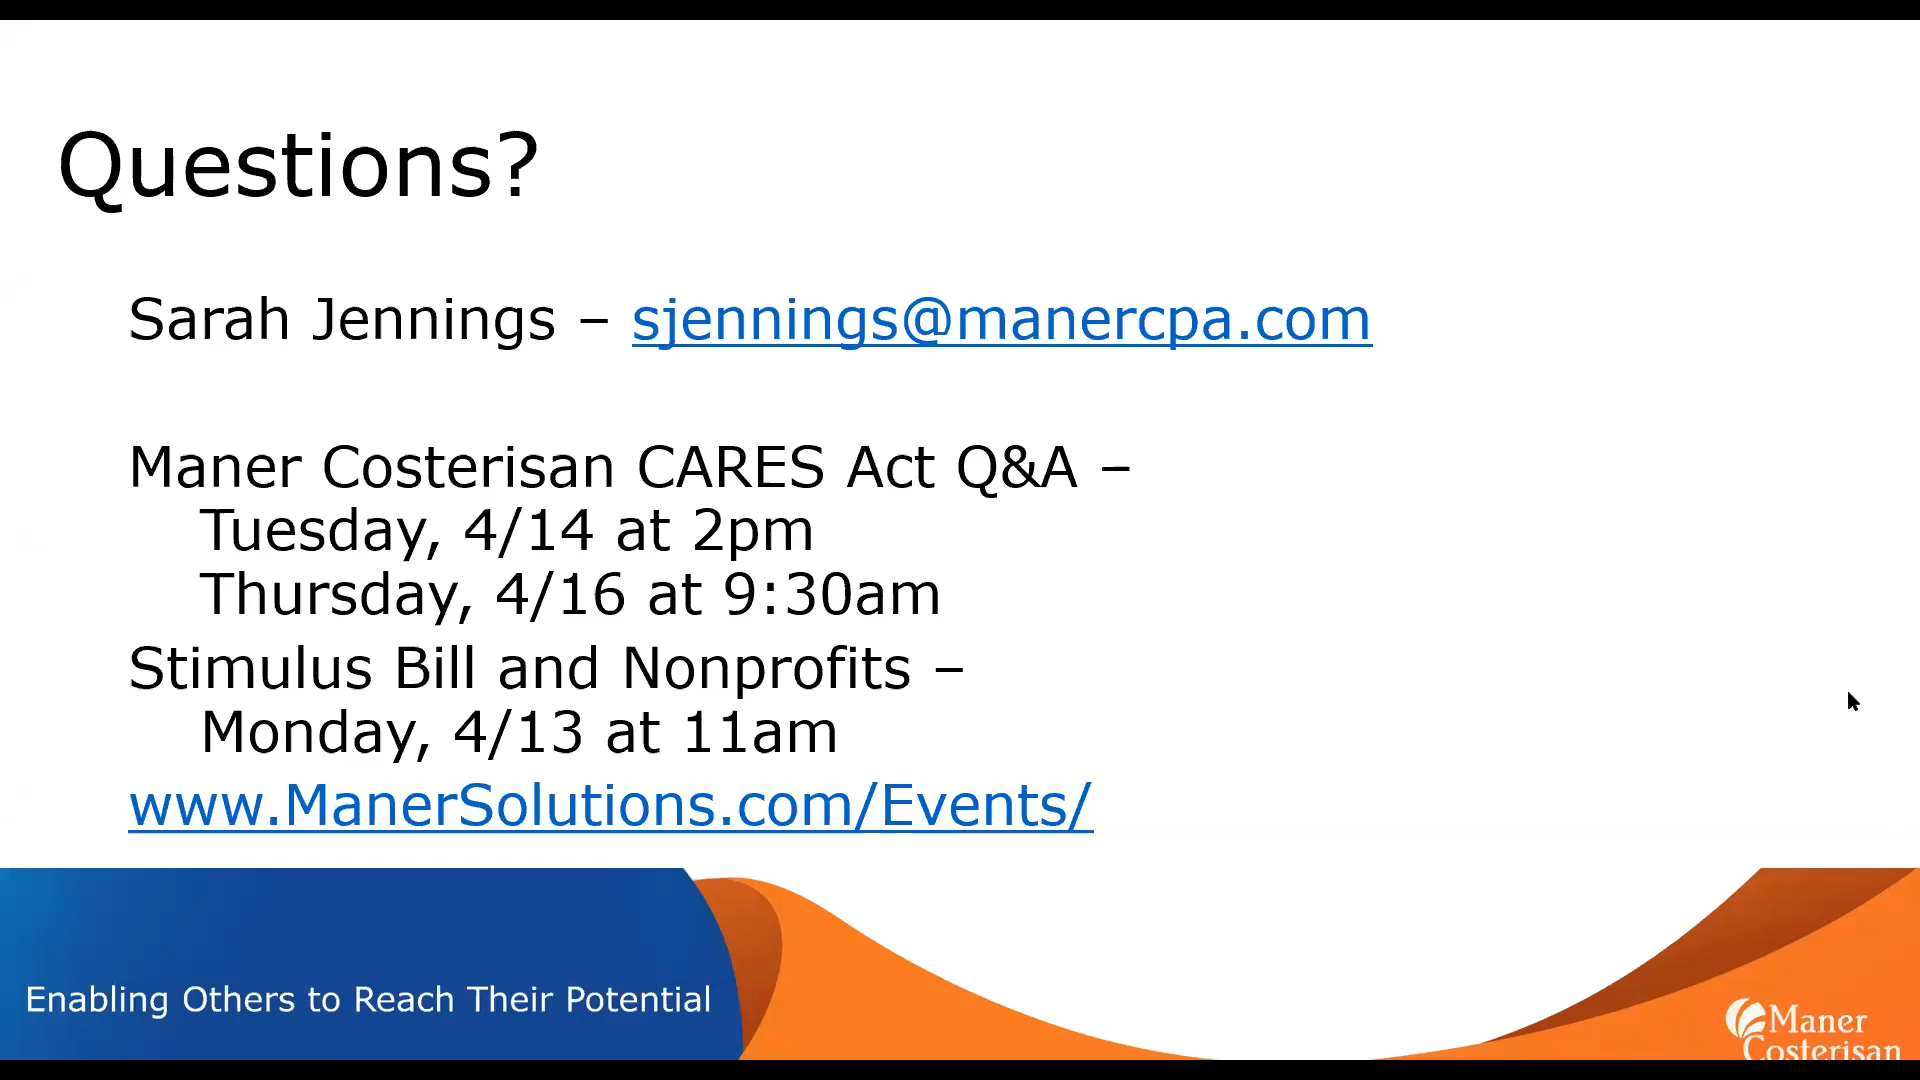 Questions?
Sarah Jennings – sjennings@manercpa.com
Maner Costerisan CARES Act Q&A –
Tuesday, 4/14 at 2pm
Thursday, 4/16 at 9:30am
Stimulus Bill and Nonprofits –
Monday, 4/13 at 11am
www.ManerSolutions.com/Events/
Enabling Others to Reach Their Potential
Maner
Costerisan